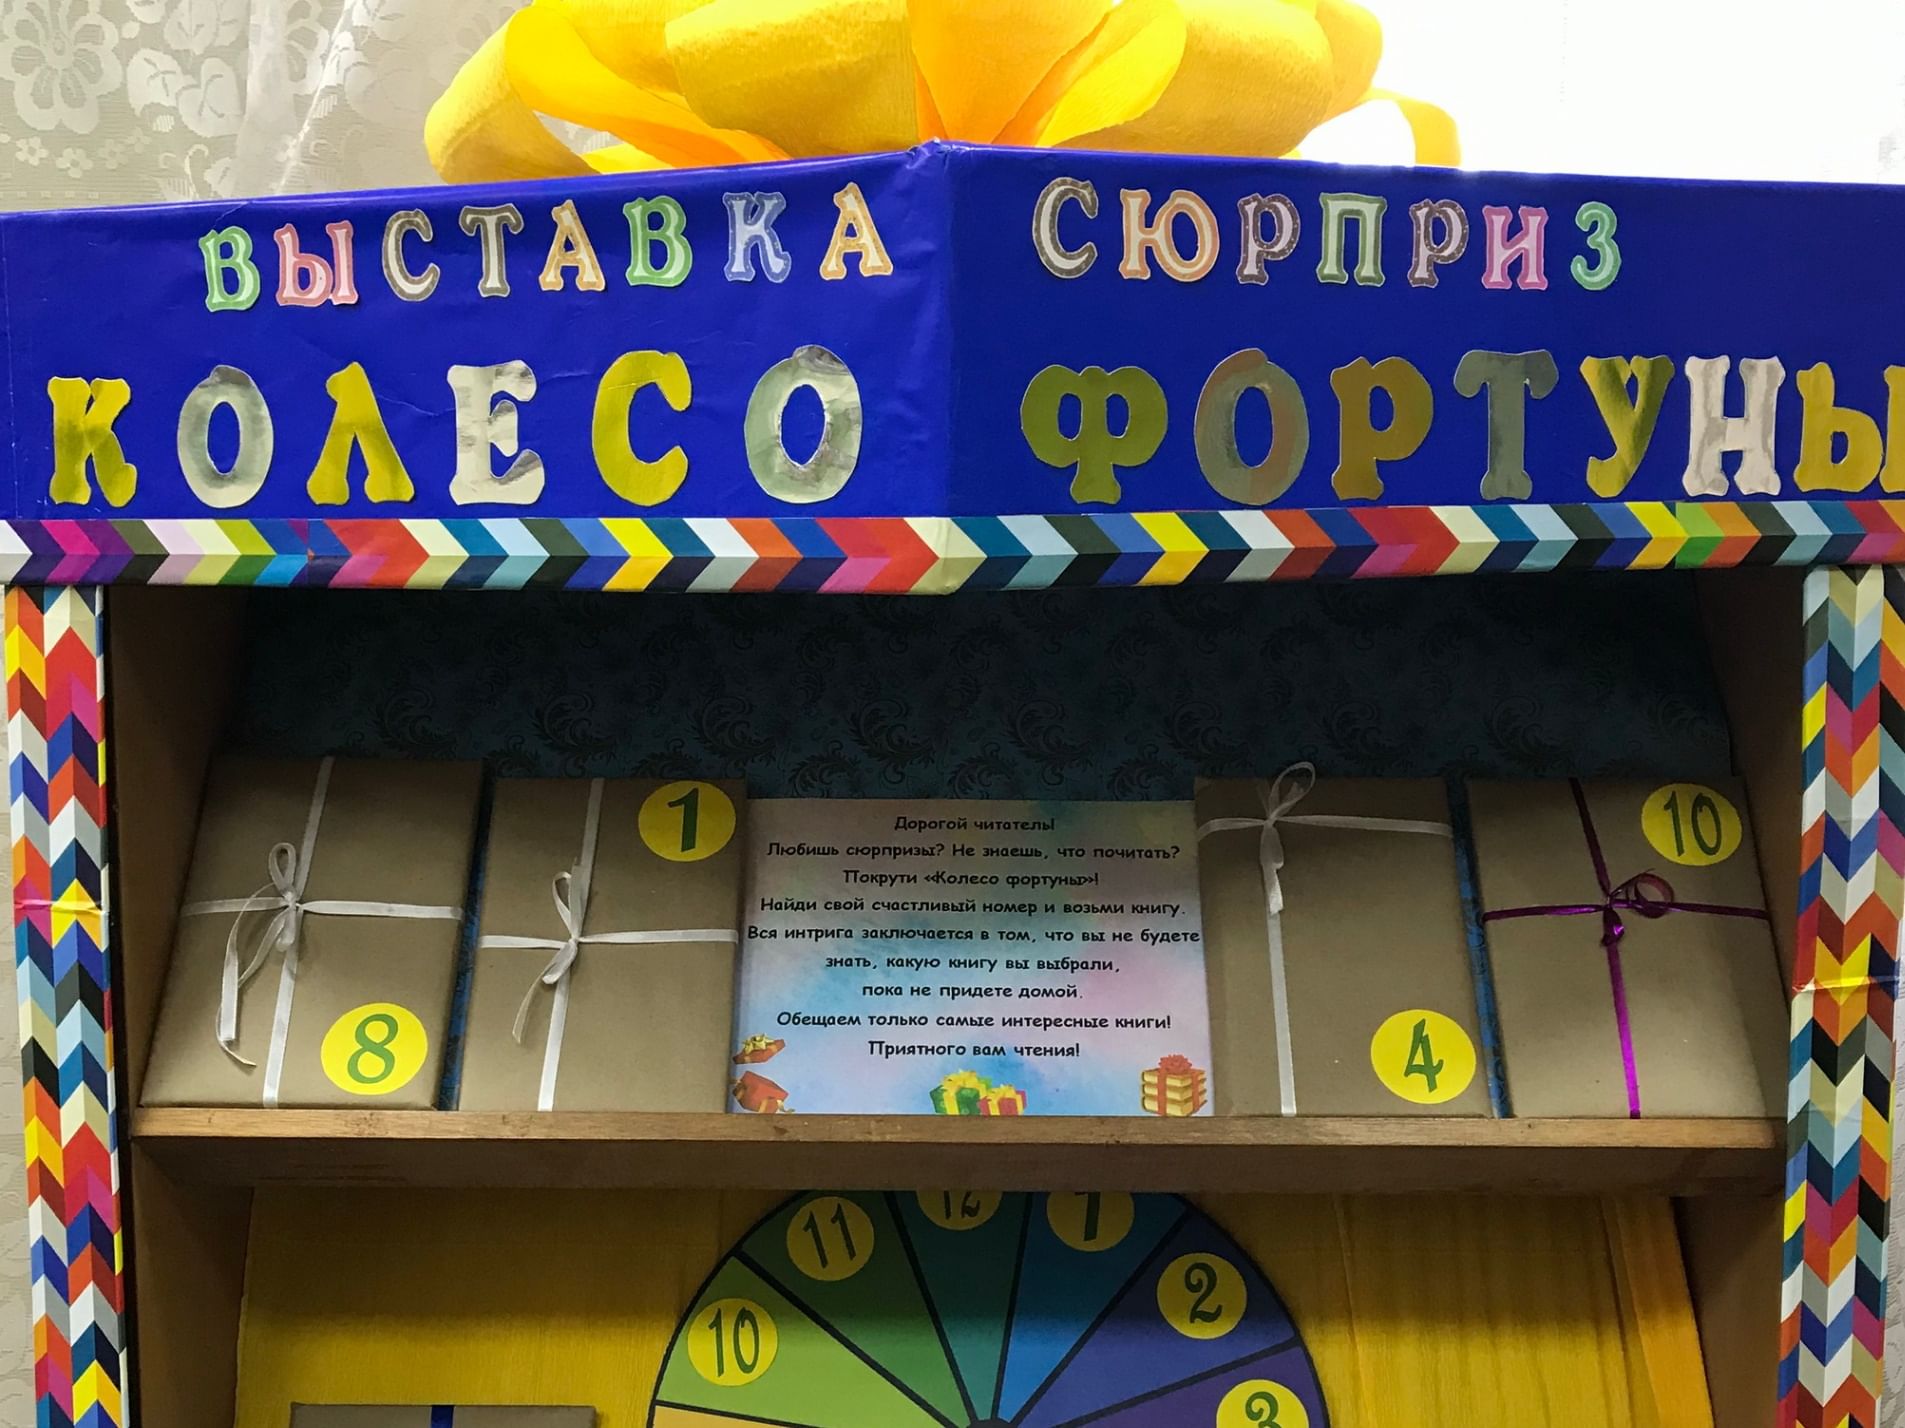 ВЫСТАВКА СЮРПРИЗ
КОЛЕСО ФОРТУНЫ
Дорогой читатель!
Любишь сюрпризы? Не знаешь, что почитать?
Покрути «Колесо фортуны»!
Найди свой счастливый номер и возьми книгу.
Вся интрига заключается в том, что вы не будете
знать, какую книгу вы выбрали,
пока не придете домой.
Обещаем только самые интересные книги!
Приятного вам чтения!
8
1
4
10
10
11
12
1
2
3